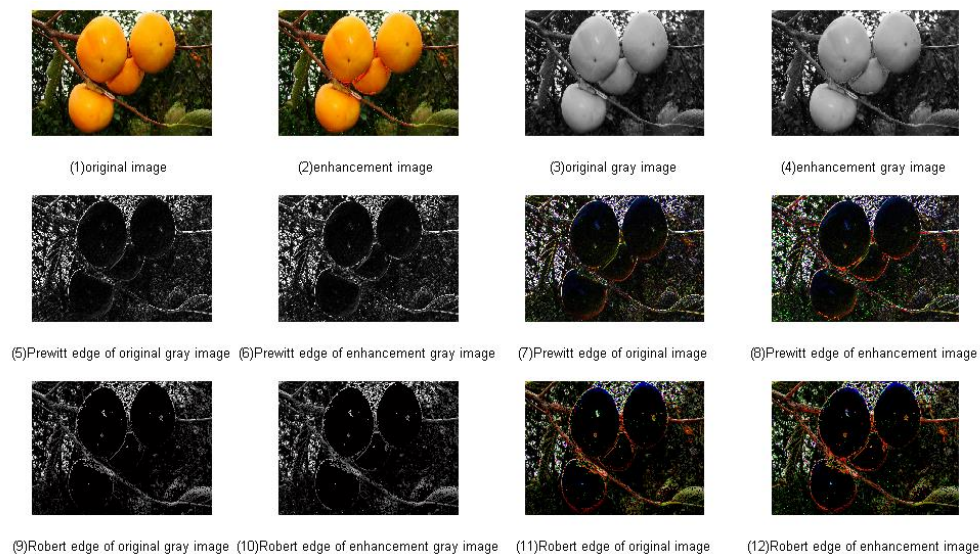 (1)original image
(2)enhancement image
(3)original gray image
(4)enhancement gray image
(5)Prewitt edge of original gray image
(6)Prewitt edge of enhancement gray image
(7)Prewitt edge of original image
(8)Prewitt edge of enhancement image
(9)Robert edge of original gray image
(10)Robert edge of enhancement gray image
(11)Robert edge of original image
(12)Robert edge of enhancement image